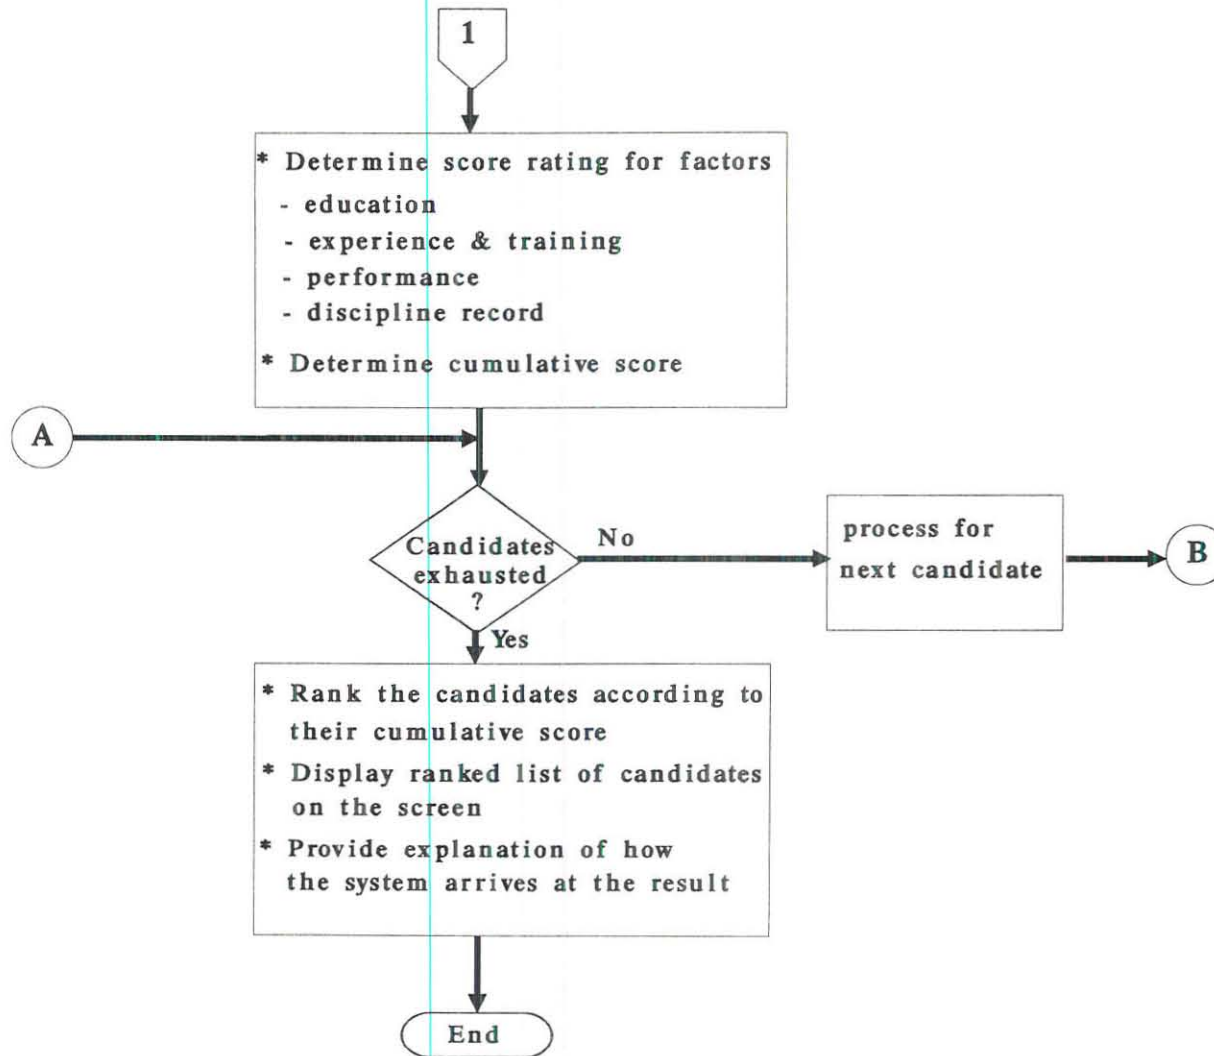 1
* Determine score rating for factors
- education
- experience & training
- performance
- discipline record
* Determine cumulative score
A
Candidates
exhausted
?
No
process for
next candidate
B
Yes
* Rank the candidates according to
their cumulative score
* Display ranked list of candidates
on the screen
* Provide explanation of how
the system arrives at the result
End